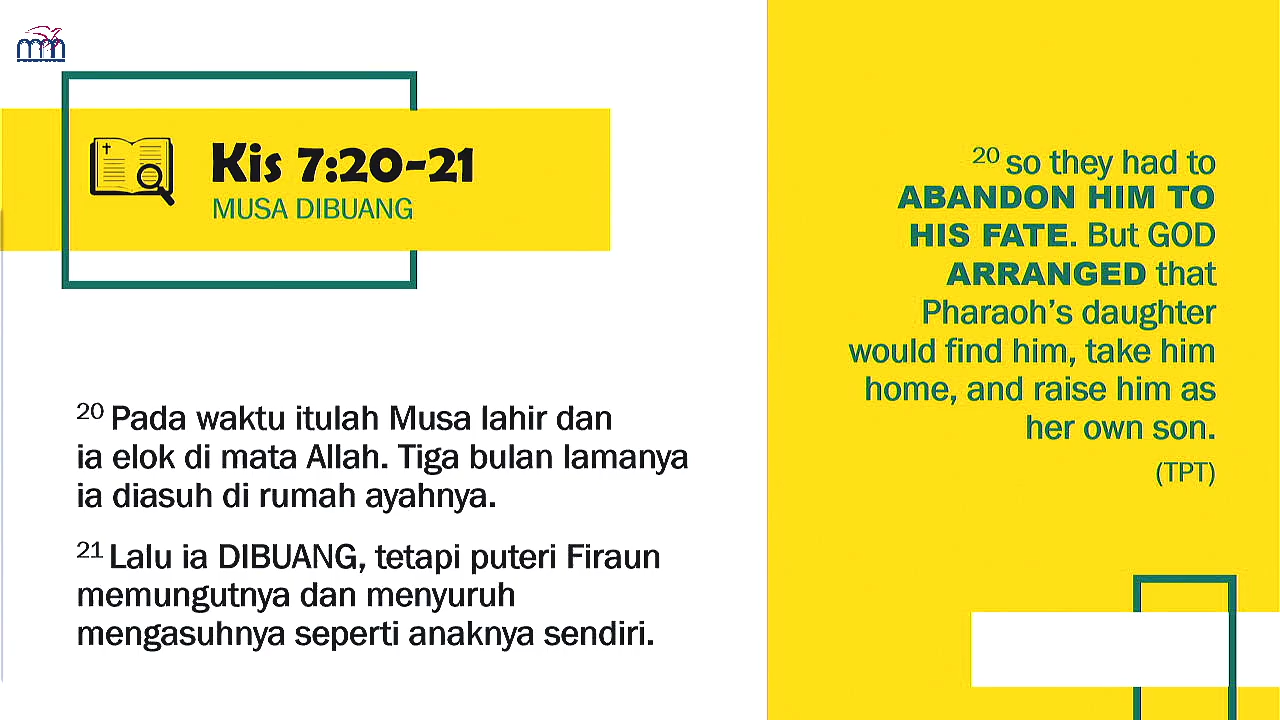 Kis 7:20-21
MUSA DIBUANG
20 Pada waktu itulah Musa lahir dan
ia elok di mata Allah. Tiga bulan lamanya
ia diasuh di rumah ayahnya.
21 Lalu ia DIBUANG, tetapi puteri Firaun
memungutnya dan menyuruh
mengasuhnya seperti anaknya sendiri.
20 so they had to
ABANDON HIM TO
HIS FATE. But GOD
ARRANGED that
Pharaoh's daughter
would find him, take him
home, and raise him as
her own son.
(TPT)